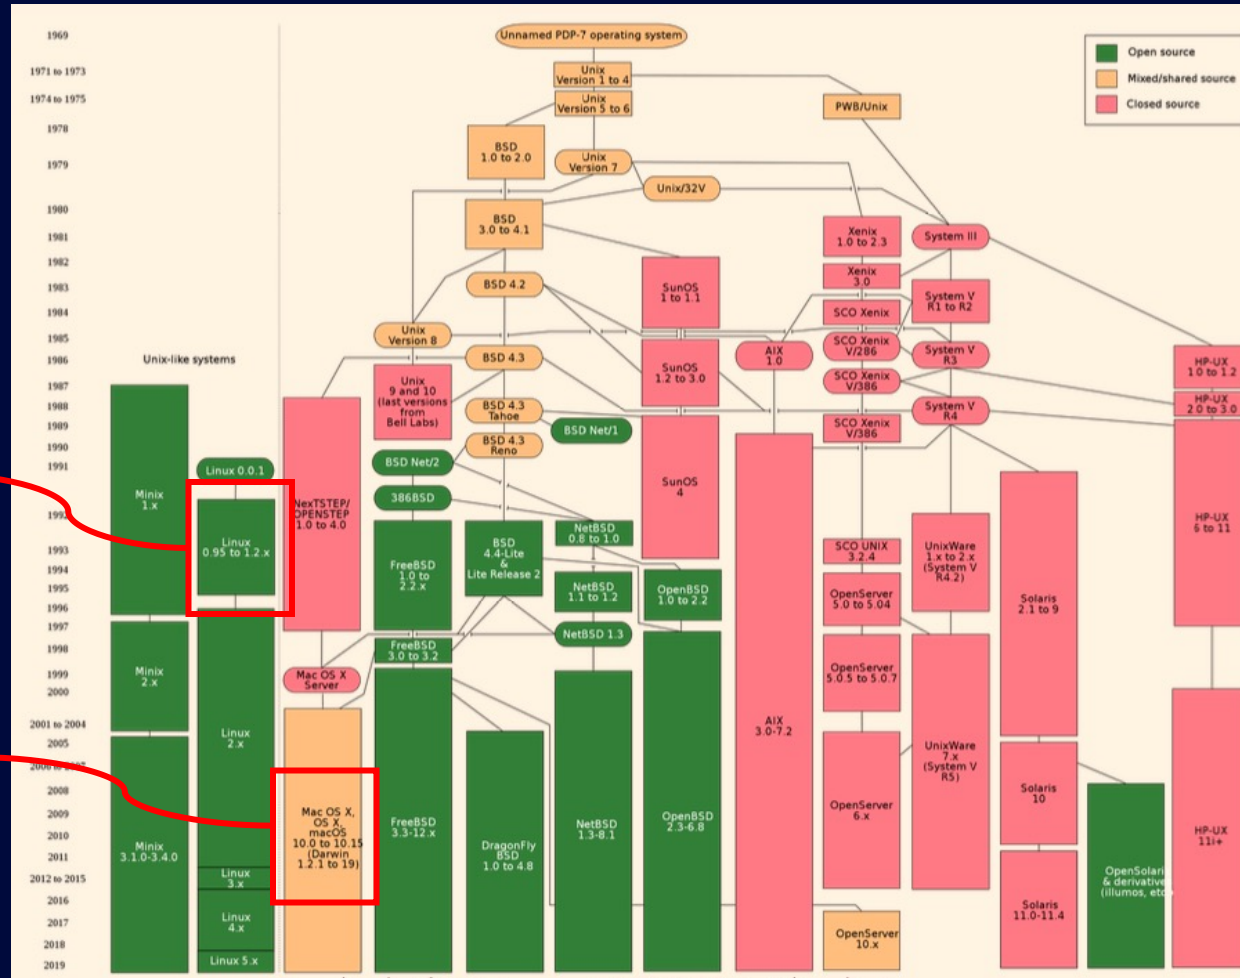 1969
1971 to 1973
1974 to 1975
1978
1979
1980
1981
1982
1983
1984
1985
1986
1987
1988
1989
1990
1991
1992
1993
1994
1995
1996
1997
1998
1999
2000
2001 to 2004
2005
2006 to 2007
2008
2009
2010
2011
2012 to 2015
2016
2017
2018
2019
Open source
Mixed/shared source
Closed source
Unix-like systems
Minix
1.x
Minix
2.x
Minix
3.1.0-3.4.0
Linux 0.0.1
Linux
0.95 to 1.2.x
Linux
2.x
Linux
3.x
Linux
4.x
Linux 5.x
NexTSTEP/
OPENSTEP
1.0 to 4.0
Mac OS X
Server
Mac OS X,
OS X,
macOS
10.0 to 10.15
(Darwin
1.2.1 to 19)
Unix
Version 8
Unix
9 and 10
(last versions
from
Bell Labs)
BSD Net/2
386BSD
FreeBSD
1.0 to
2.2.x
FreeBSD
3.0 to 3.2
FreeBSD
3.3-12.x
Unnamed PDP-7 operating system
Unix
Version 1 to 4
Unix
Version 5 to 6
BSD
1.0 to 2.0
Unix
Version 7
Unix/32V
BSD
3.0 to 4.1
BSD 4.2
BSD 4.3
BSD 4.3
Tahoe
BSD 4.3
Reno
BSD Net/1
BSD
4.4-Lite
&
Lite Release 2
DragonFly
BSD
1.0 to 4.8
NetBSD
0.8 to 1.0
NetBSD
1.1 to 1.2
NetBSD 1.3
NetBSD
1.3-8.1
SunOS
1 to 1.1
SunOS
1.2 to 3.0
SunOS
4
OpenBSD
1.0 to 2.2
OpenBSD
2.3-6.8
AIX
1.0
AIX
3.0-7.2
PWB/Unix
Xenix
1.0 to 2.3
Xenix
3.0
SCO Xenix
SCO Xenix
V/286
SCO Xenix
V/386
SCO Xenix
V/386
SCO UNIX
3.2.4
OpenServer
5.0 to 5.04
OpenServer
5.0.5 to 5.0.7
OpenServer
6.x
OpenServer
10.x
System III
System V
R1 to R2
System V
R3
System V
R4
UnixWare
1.x to 2.x
(System V
R4.2)
UnixWare
7.x
(System V
R5)
Solaris
2.1 to 9
Solaris
10
Solaris
11.0-11.4
OpenSolaris
& derivatives
(illumos, etc.)
HP-UX
1.0 to 1.2
HP-UX
2.0 to 3.0
HP-UX
6 to 11
HP-UX
11i+